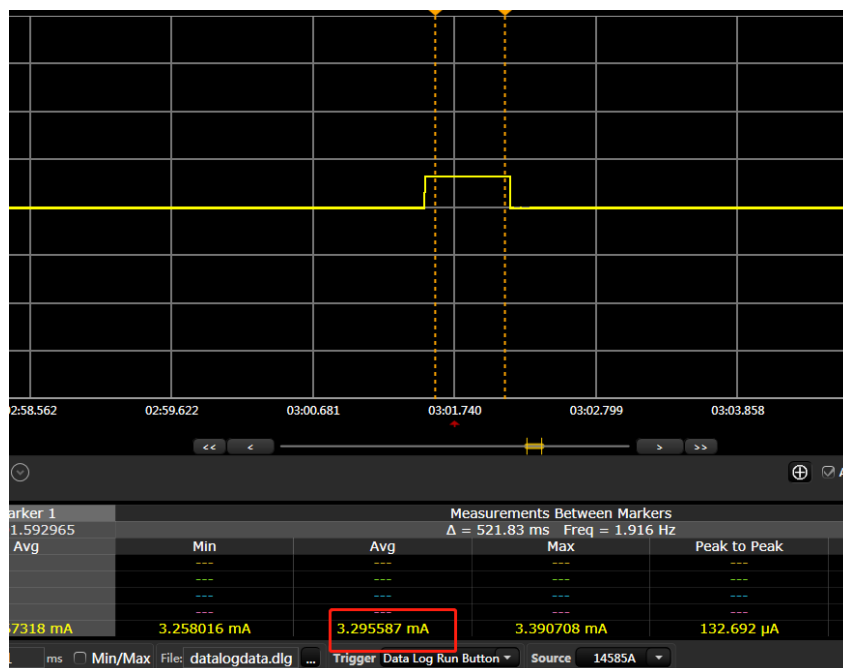 2:58.562 02:59.622 03:00.681 03:01.740 03:02.799 03:03.858
<< < > >>
arker 1 Measurements Between Markers
1.592965 Δ = 521.83 ms Freq = 1.916 Hz
Avg Min Avg Max Peak to Peak
--- --- --- ---
--- --- --- ---
--- --- --- ---
--- --- --- ---
57318 mA 3.258016 mA 3.295587 mA 3.390708 mA 132.692 µA
ms Min/Max File: datalogdata.dlg ... Trigger Data Log Run Button Source 14585A